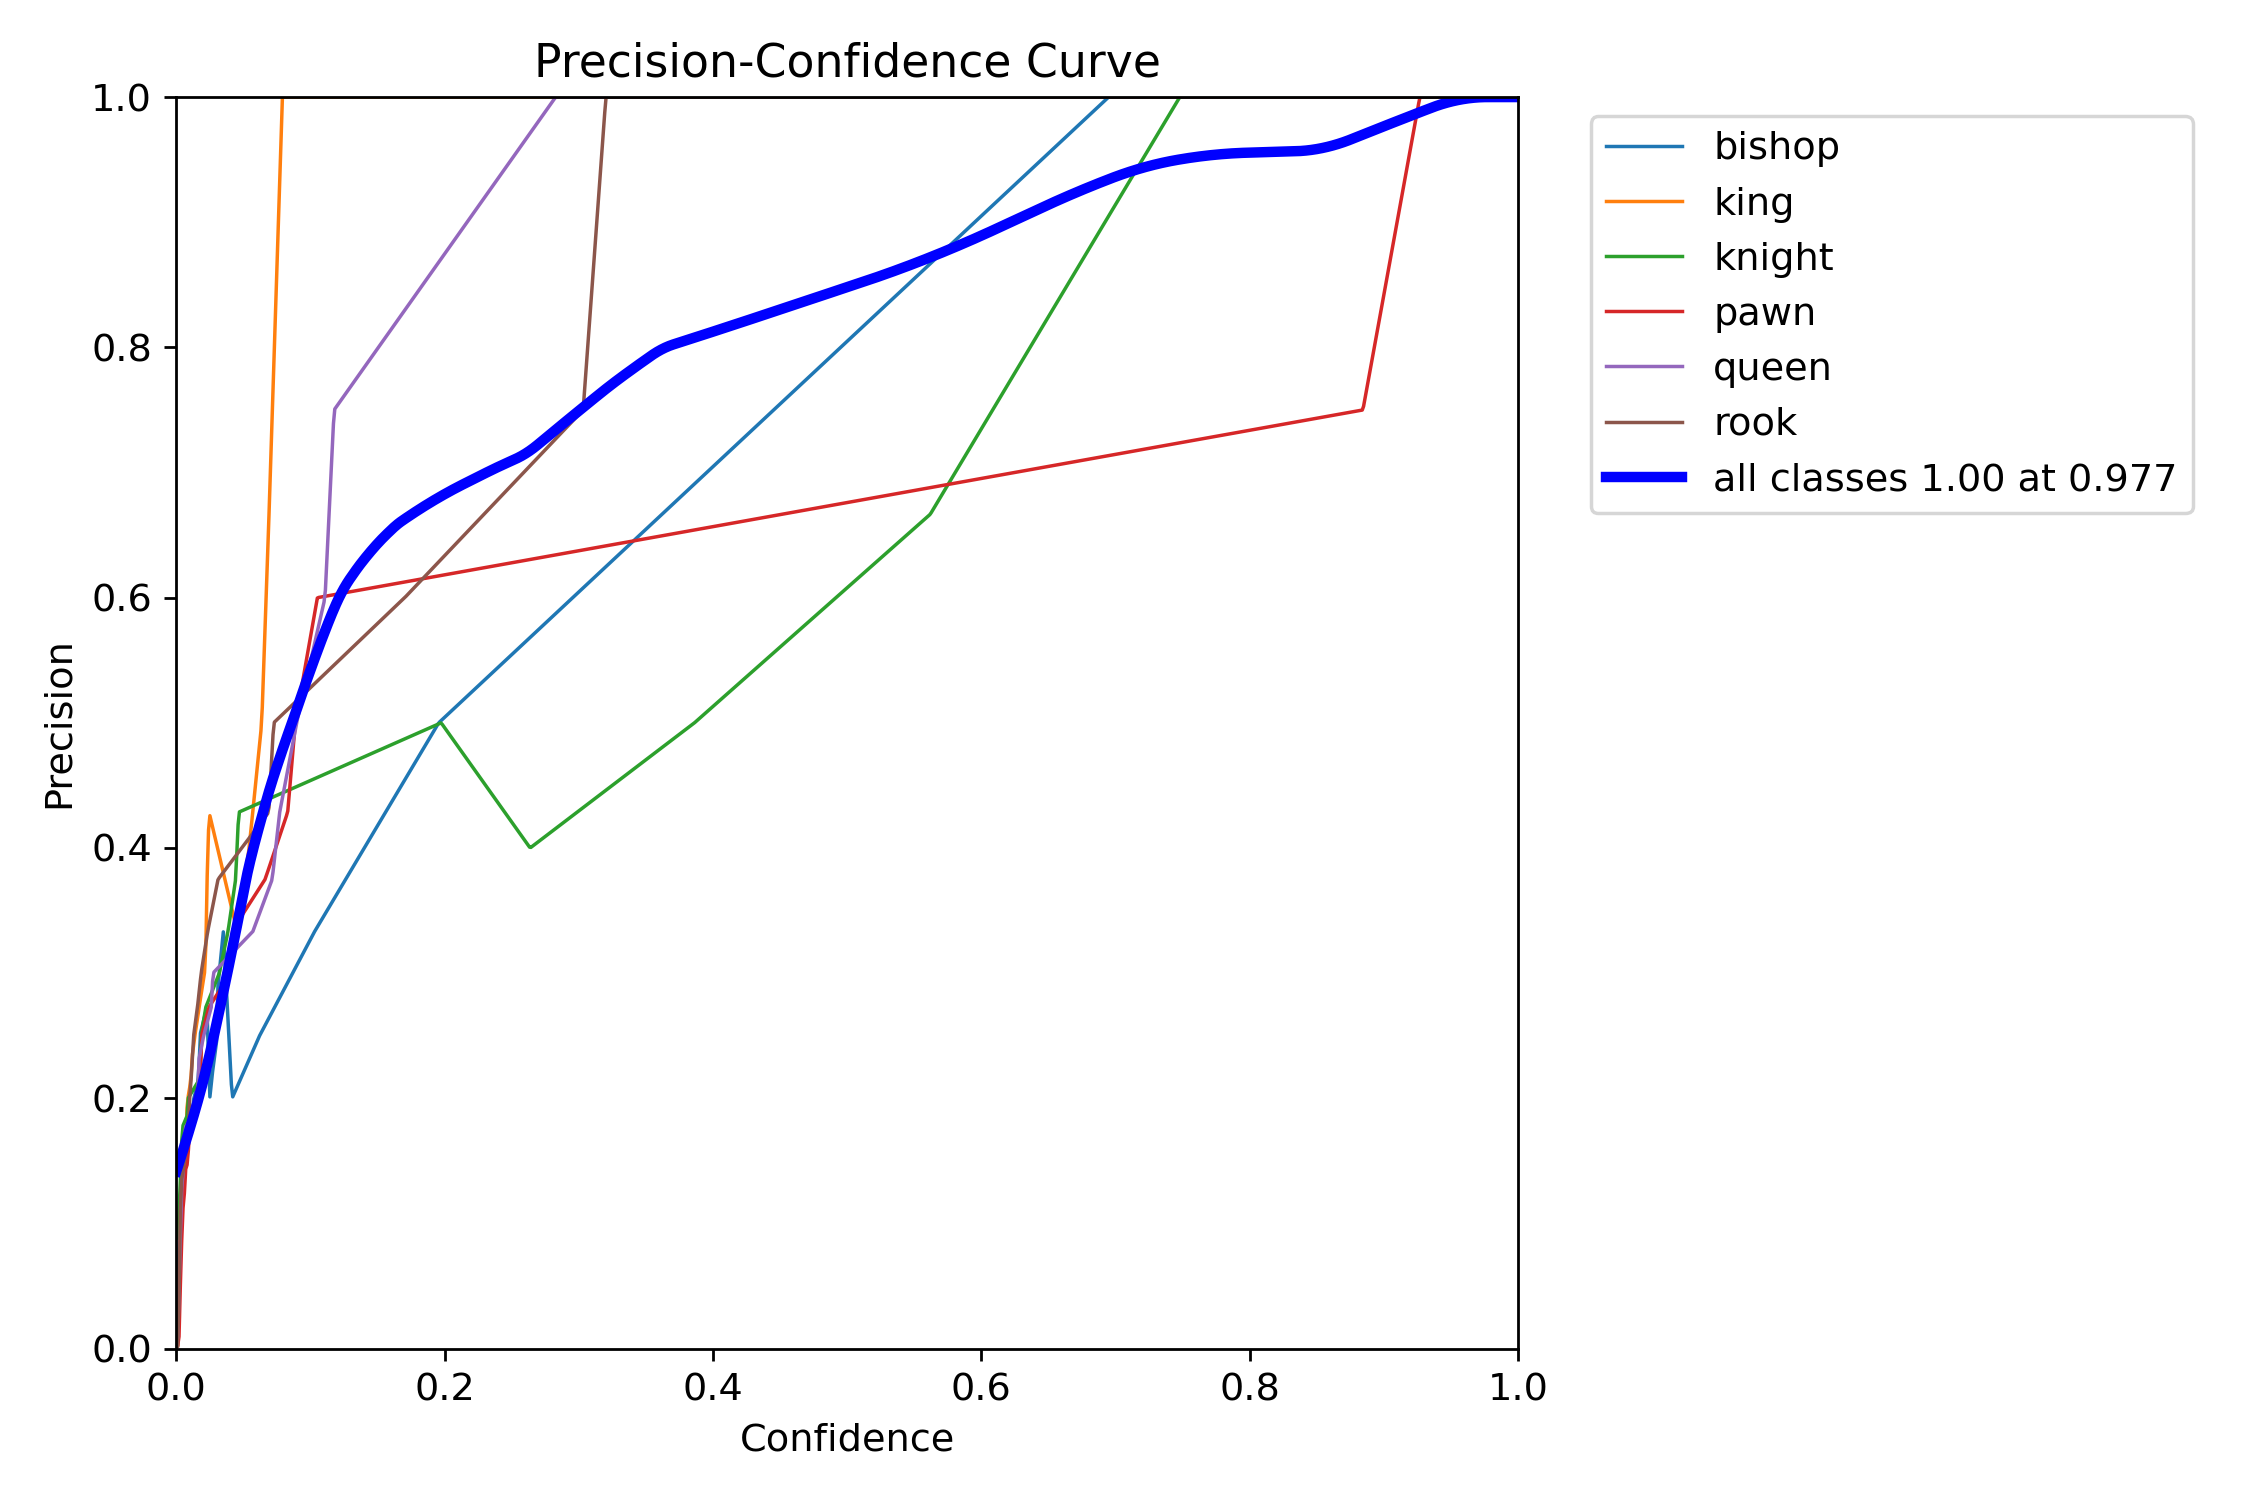 Precision-Confidence Curve
1.0
0.8
0.6
0.4
0.2
0.0
Precision
0.0 0.2 0.4 0.6 0.8 1.0
Confidence
bishop
king
knight
pawn
queen
rook
all classes 1.00 at 0.977